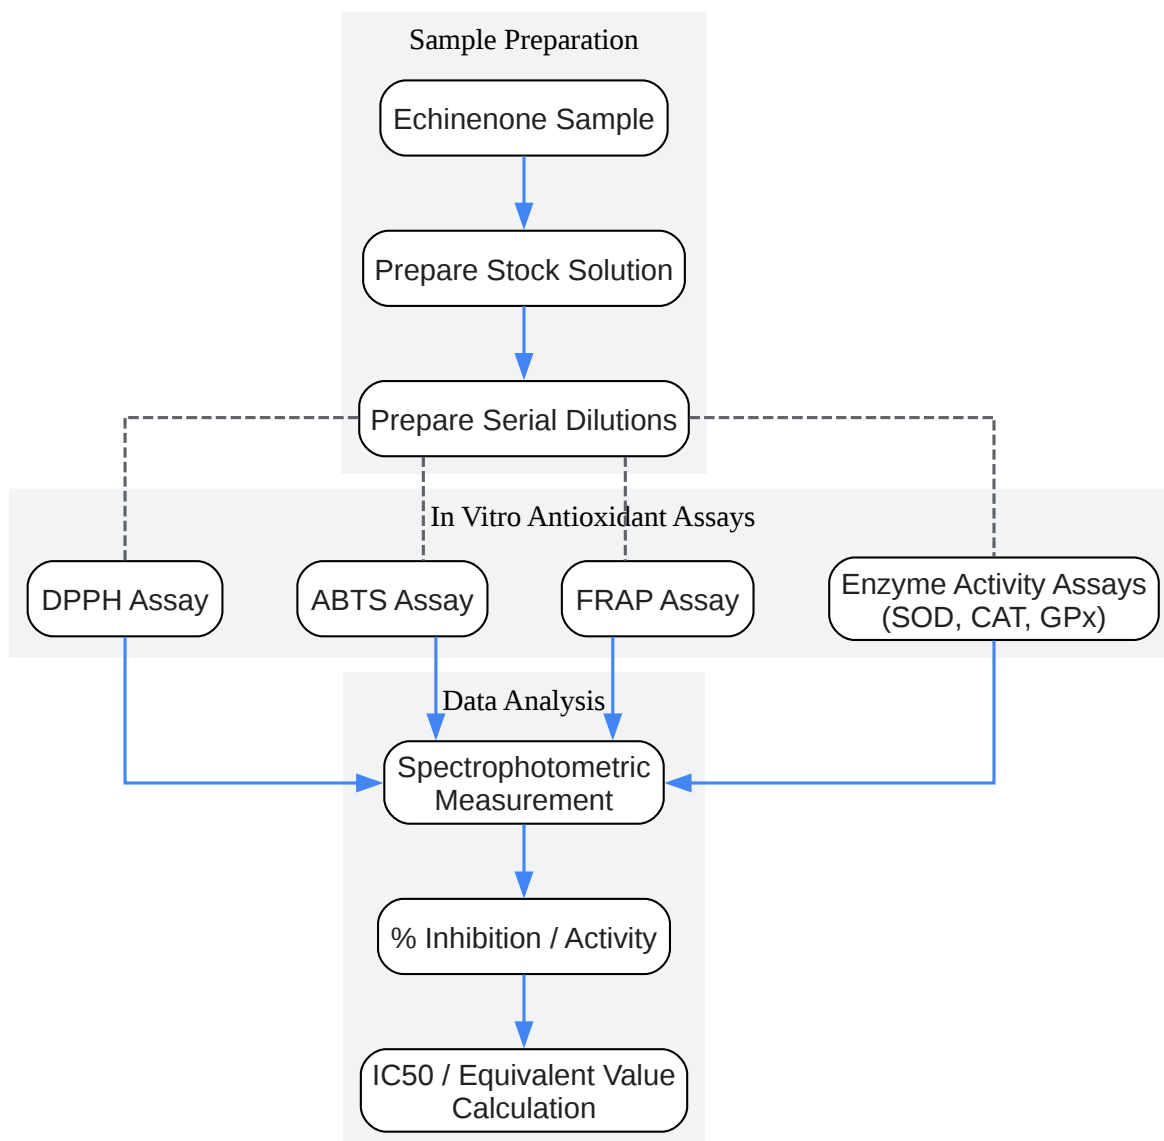 Sample Preparation
Echinenone Sample
Prepare Stock Solution
Prepare Serial Dilutions
In Vitro Antioxidant Assays
DPPH Assay
ABTS Assay
FRAP Assay
Enzyme Activity Assays
(SOD, CAT, GPx)
Data Analysis
Spectrophotometric
Measurement
% Inhibition / Activity
IC50 / Equivalent Value
Calculation